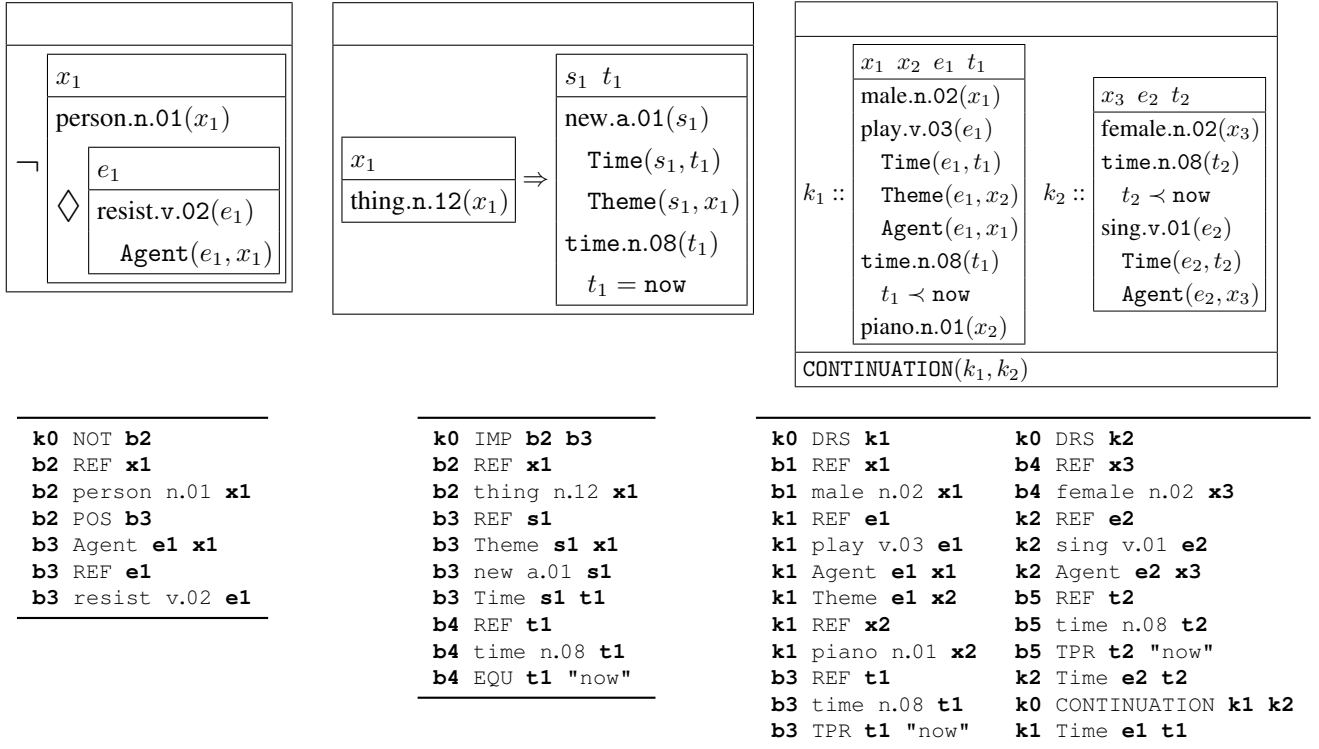 x₁
person.n.01(x₁)
¬
◇
e₁
resist.v.02(e₁)
Agent(e₁, x₁)
x₁
thing.n.12(x₁)
⇒
s₁ t₁
new.a.01(s₁)
Time(s₁, t₁)
Theme(s₁, x₁)
time.n.08(t₁)
t₁ = now
k₁ ::
x₁ x₂ e₁ t₁
male.n.02(x₁)
play.v.03(e₁)
Time(e₁, t₁)
Theme(e₁, x₂)
Agent(e₁, x₁)
time.n.08(t₁)
t₁ ≺ now
piano.n.01(x₂)
k₂ ::
x₃ e₂ t₂
female.n.02(x₃)
time.n.08(t₂)
t₂ ≺ now
sing.v.01(e₂)
Time(e₂, t₂)
Agent(e₂, x₃)
CONTINUATION(k₁, k₂)
k0 NOT b2
b2 REF x1
b2 person n.01 x1
b2 POS b3
b3 Agent e1 x1
b3 REF e1
b3 resist v.02 e1
k0 IMP b2 b3
b2 REF x1
b2 thing n.12 x1
b3 REF s1
b3 Theme s1 x1
b3 new a.01 s1
b3 Time s1 t1
b4 REF t1
b4 time n.08 t1
b4 EQU t1 "now"
k0 DRS k1
b1 REF x1
b1 male n.02 x1
k1 REF e1
k1 play v.03 e1
k1 Agent e1 x1
k1 Theme e1 x2
k1 REF x2
k1 piano n.01 x2
b3 REF t1
b3 time n.08 t1
b3 TPR t1 "now"
k0 DRS k2
b4 REF x3
b4 female n.02 x3
k2 REF e2
k2 sing v.01 e2
k2 Agent e2 x3
b5 REF t2
b5 time n.08 t2
b5 TPR t2 "now"
k2 Time e2 t2
k0 CONTINUATION k1 k2
k1 Time e1 t1